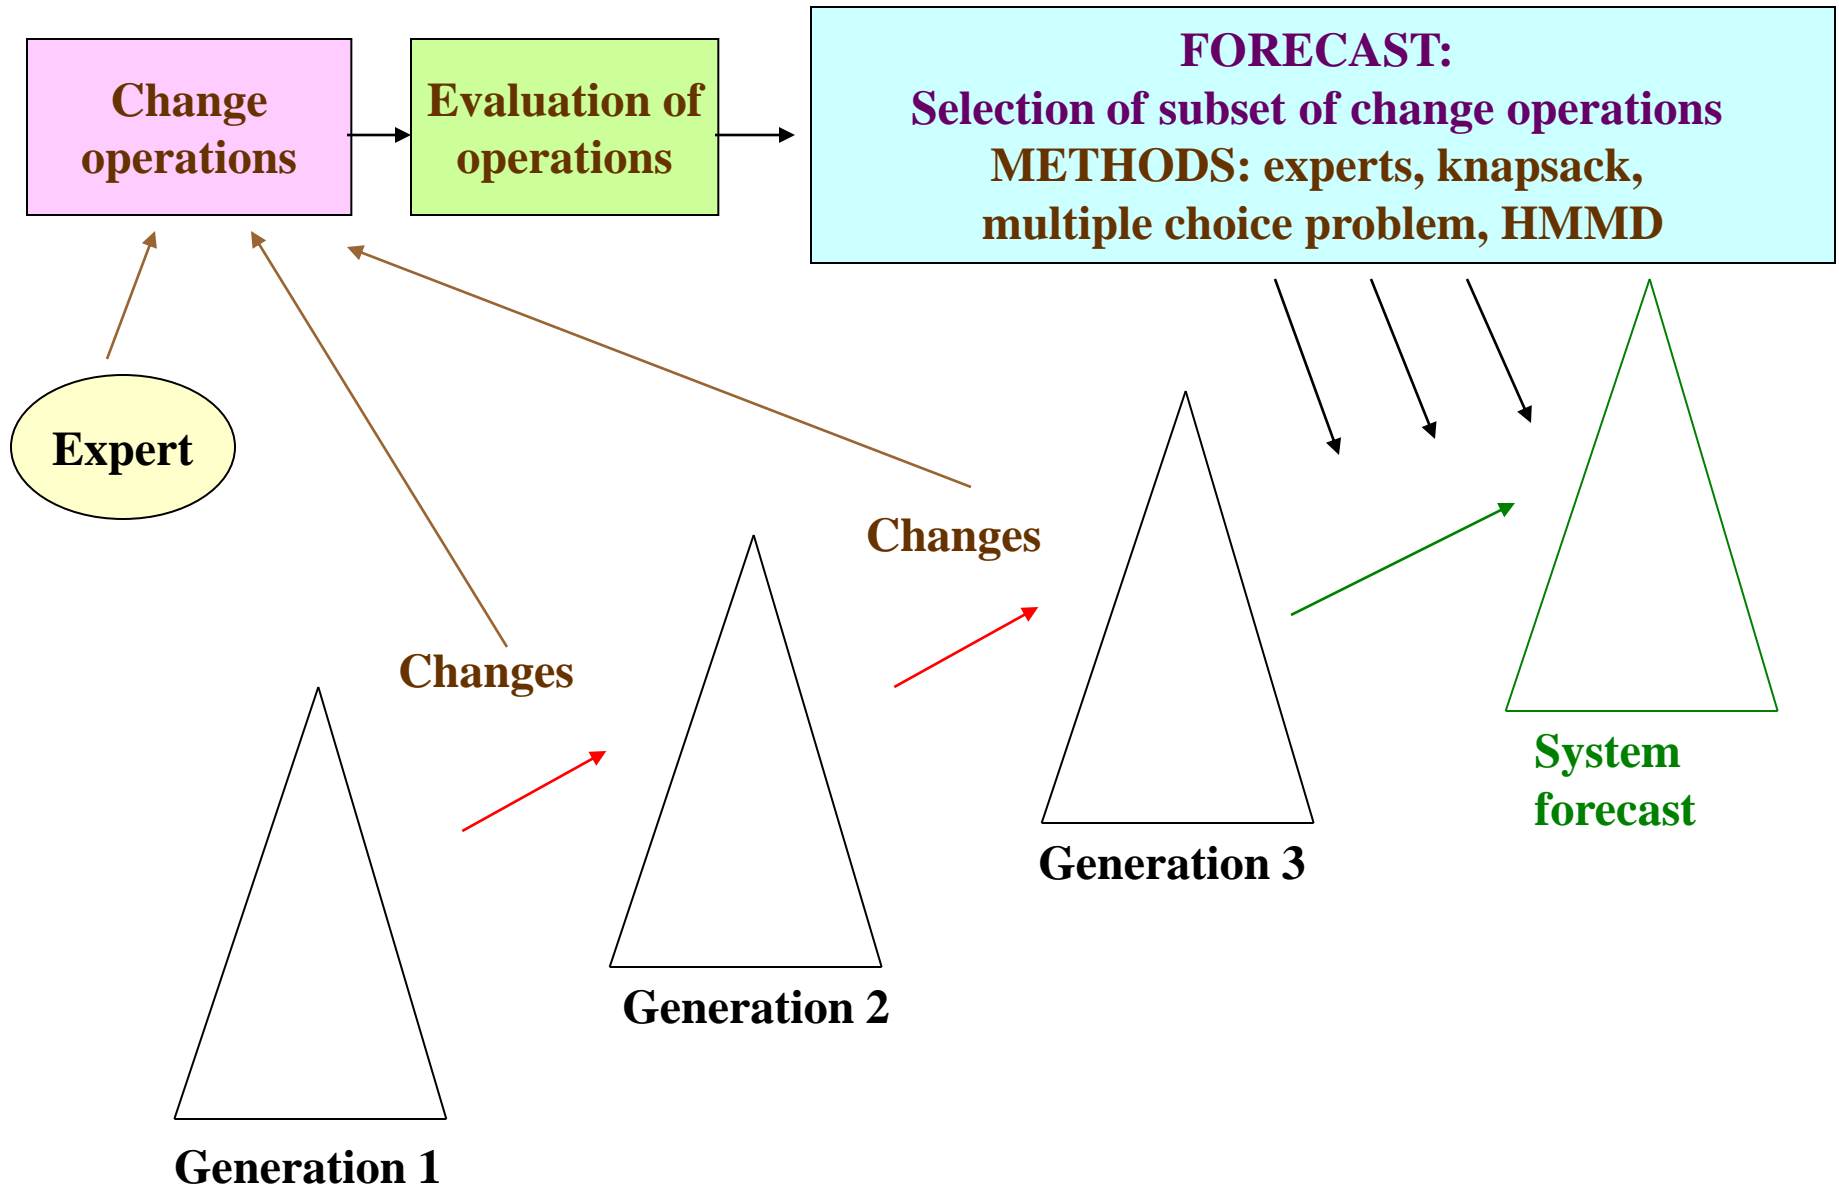 Change
operations
Evaluation of
operations
FORECAST:
Selection of subset of change operations
METHODS: experts, knapsack,
multiple choice problem, HMMD
Expert
Changes
Changes
System
forecast
Generation 3
Generation 2
Generation 1